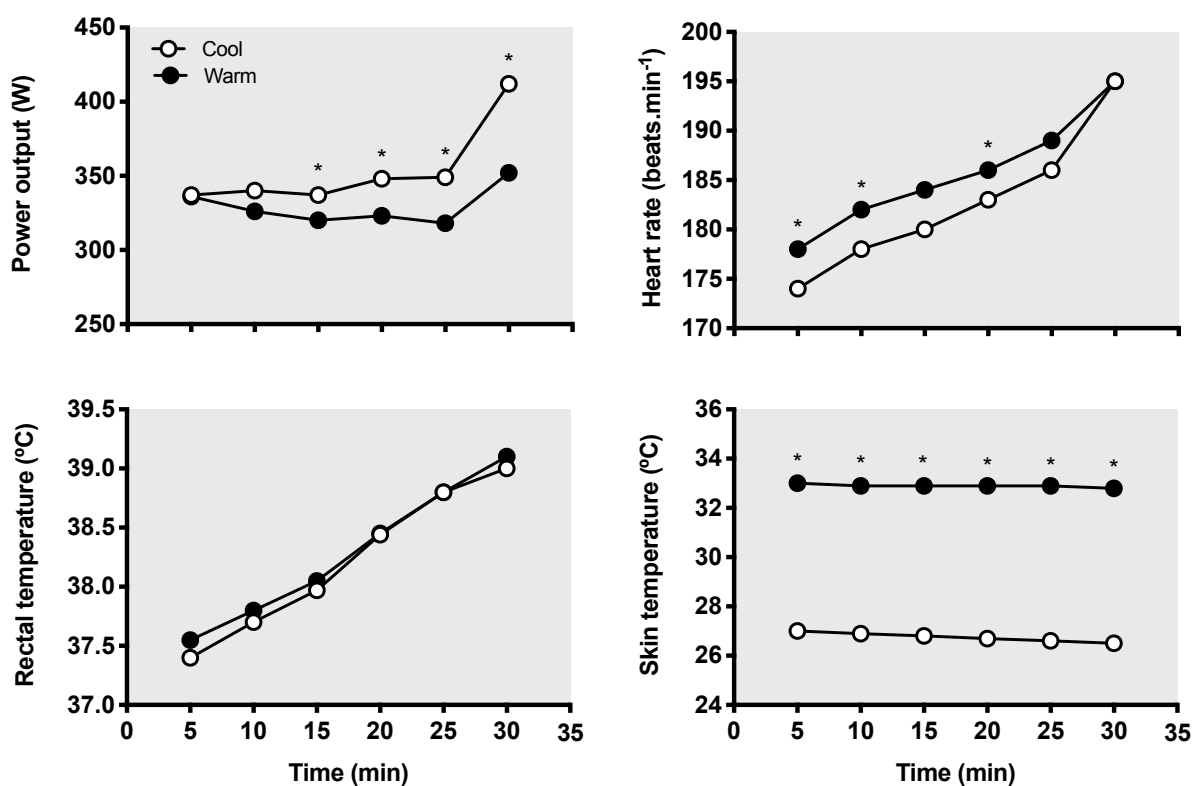 450
400
350
300
250
Power output (W)
Cool
Warm
*
*
*
*
200
195
190
185
180
175
170
Heart rate (beats.min⁻¹)
*
*
*
39.5
39.0
38.5
38.0
37.5
37.0
Rectal temperature (ºC)
0 5 10 15 20 25 30 35
Time (min)
36
34
32
30
28
26
24
Skin temperature (ºC)
* * * * * *
0 5 10 15 20 25 30 35
Time (min)